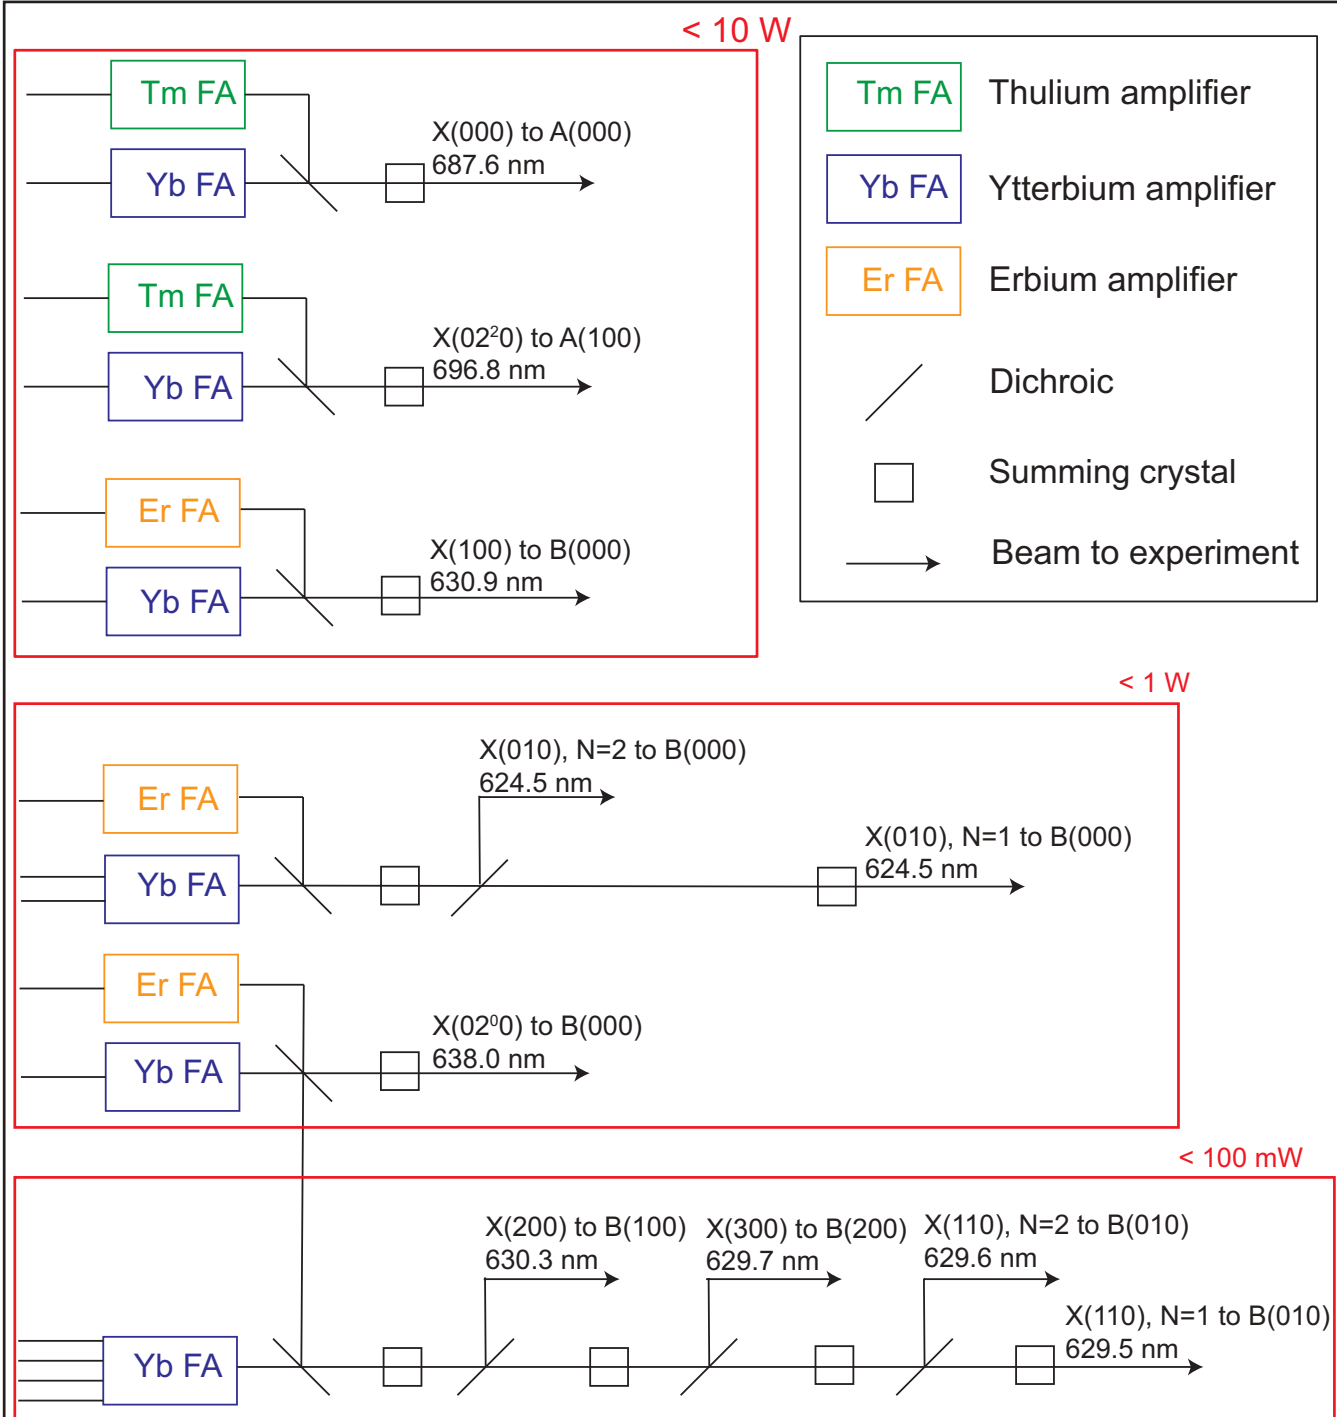 < 10 W
Tm FA
Yb FA
X(000) to A(000)
687.6 nm
Tm FA
Yb FA
X(02²0) to A(100)
696.8 nm
Er FA
Yb FA
X(100) to B(000)
630.9 nm
Tm FA Thulium amplifier
Yb FA Ytterbium amplifier
Er FA Erbium amplifier
Dichroic
Summing crystal
Beam to experiment
< 1 W
Er FA
Yb FA
X(010), N=2 to B(000)
624.5 nm
X(010), N=1 to B(000)
624.5 nm
Er FA
Yb FA
X(02⁰0) to B(000)
638.0 nm
< 100 mW
Yb FA
X(200) to B(100)
630.3 nm
X(300) to B(200)
629.7 nm
X(110), N=2 to B(010)
629.6 nm
X(110), N=1 to B(010)
629.5 nm